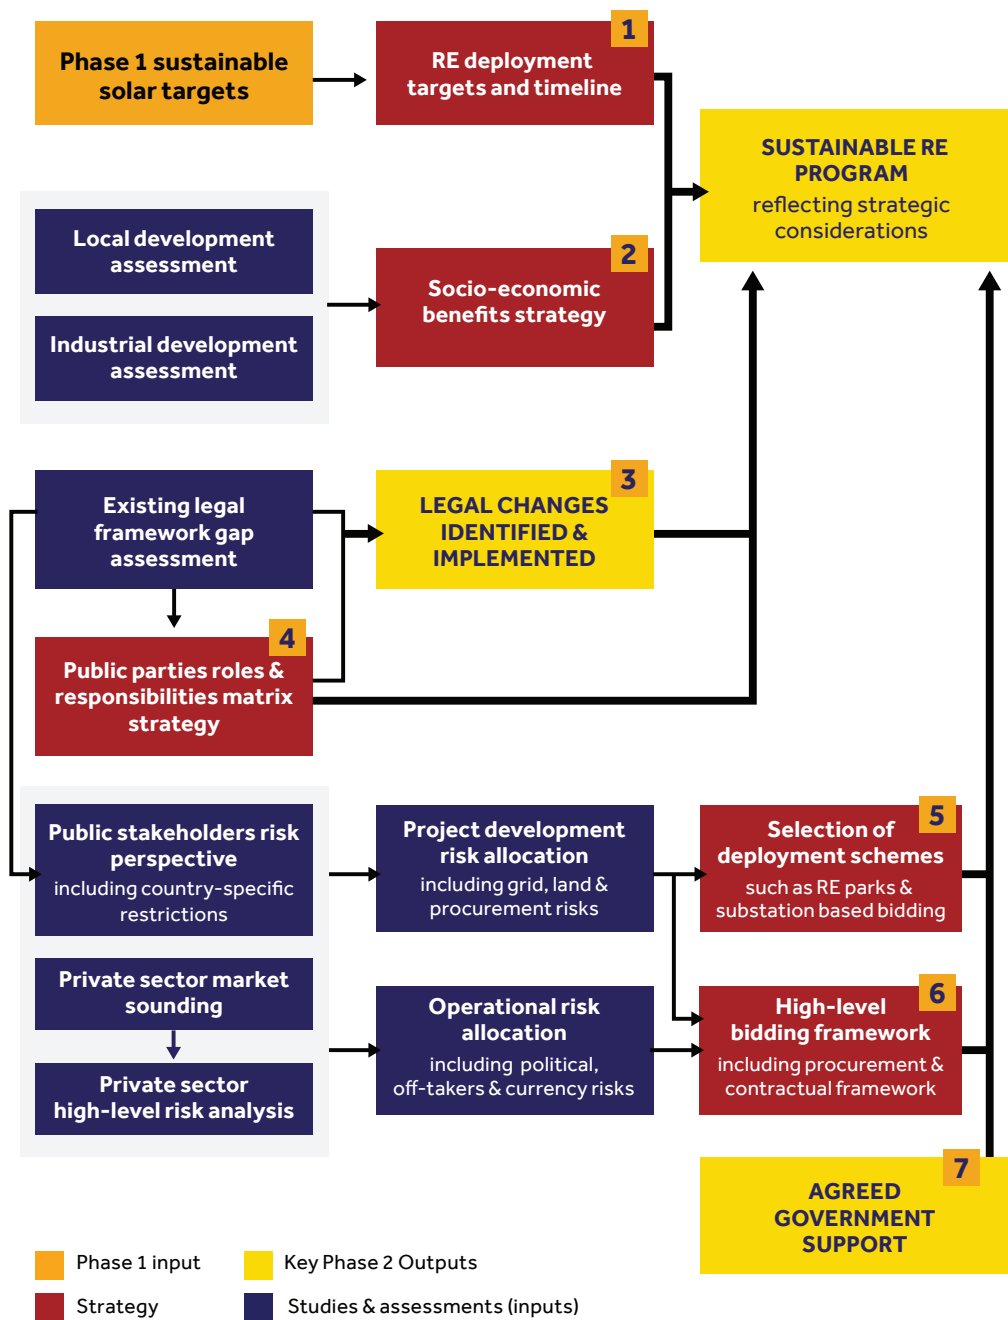 Phase 1 sustainable
solar targets
1
RE deployment
targets and timeline
SUSTAINABLE RE
PROGRAM
reflecting strategic
considerations
Local development
assessment
Industrial development
assessment
2
Socio-economic
benefits strategy
Existing legal
framework gap
assessment
3
LEGAL CHANGES
IDENTIFIED &
IMPLEMENTED
4
Public parties roles &
responsibilities matrix
strategy
Public stakeholders risk
perspective
including country-specific
restrictions
Project development
risk allocation
including grid, land &
procurement risks
5
Selection of
deployment schemes
such as RE parks &
substation based bidding
Private sector market
sounding
Private sector
high-level risk analysis
Operational risk
allocation
including political,
off-takers & currency risks
6
High-level
bidding framework
including procurement &
contractual framework
7
AGREED
GOVERNMENT
SUPPORT
Phase 1 input
Key Phase 2 Outputs
Strategy
Studies & assessments (inputs)